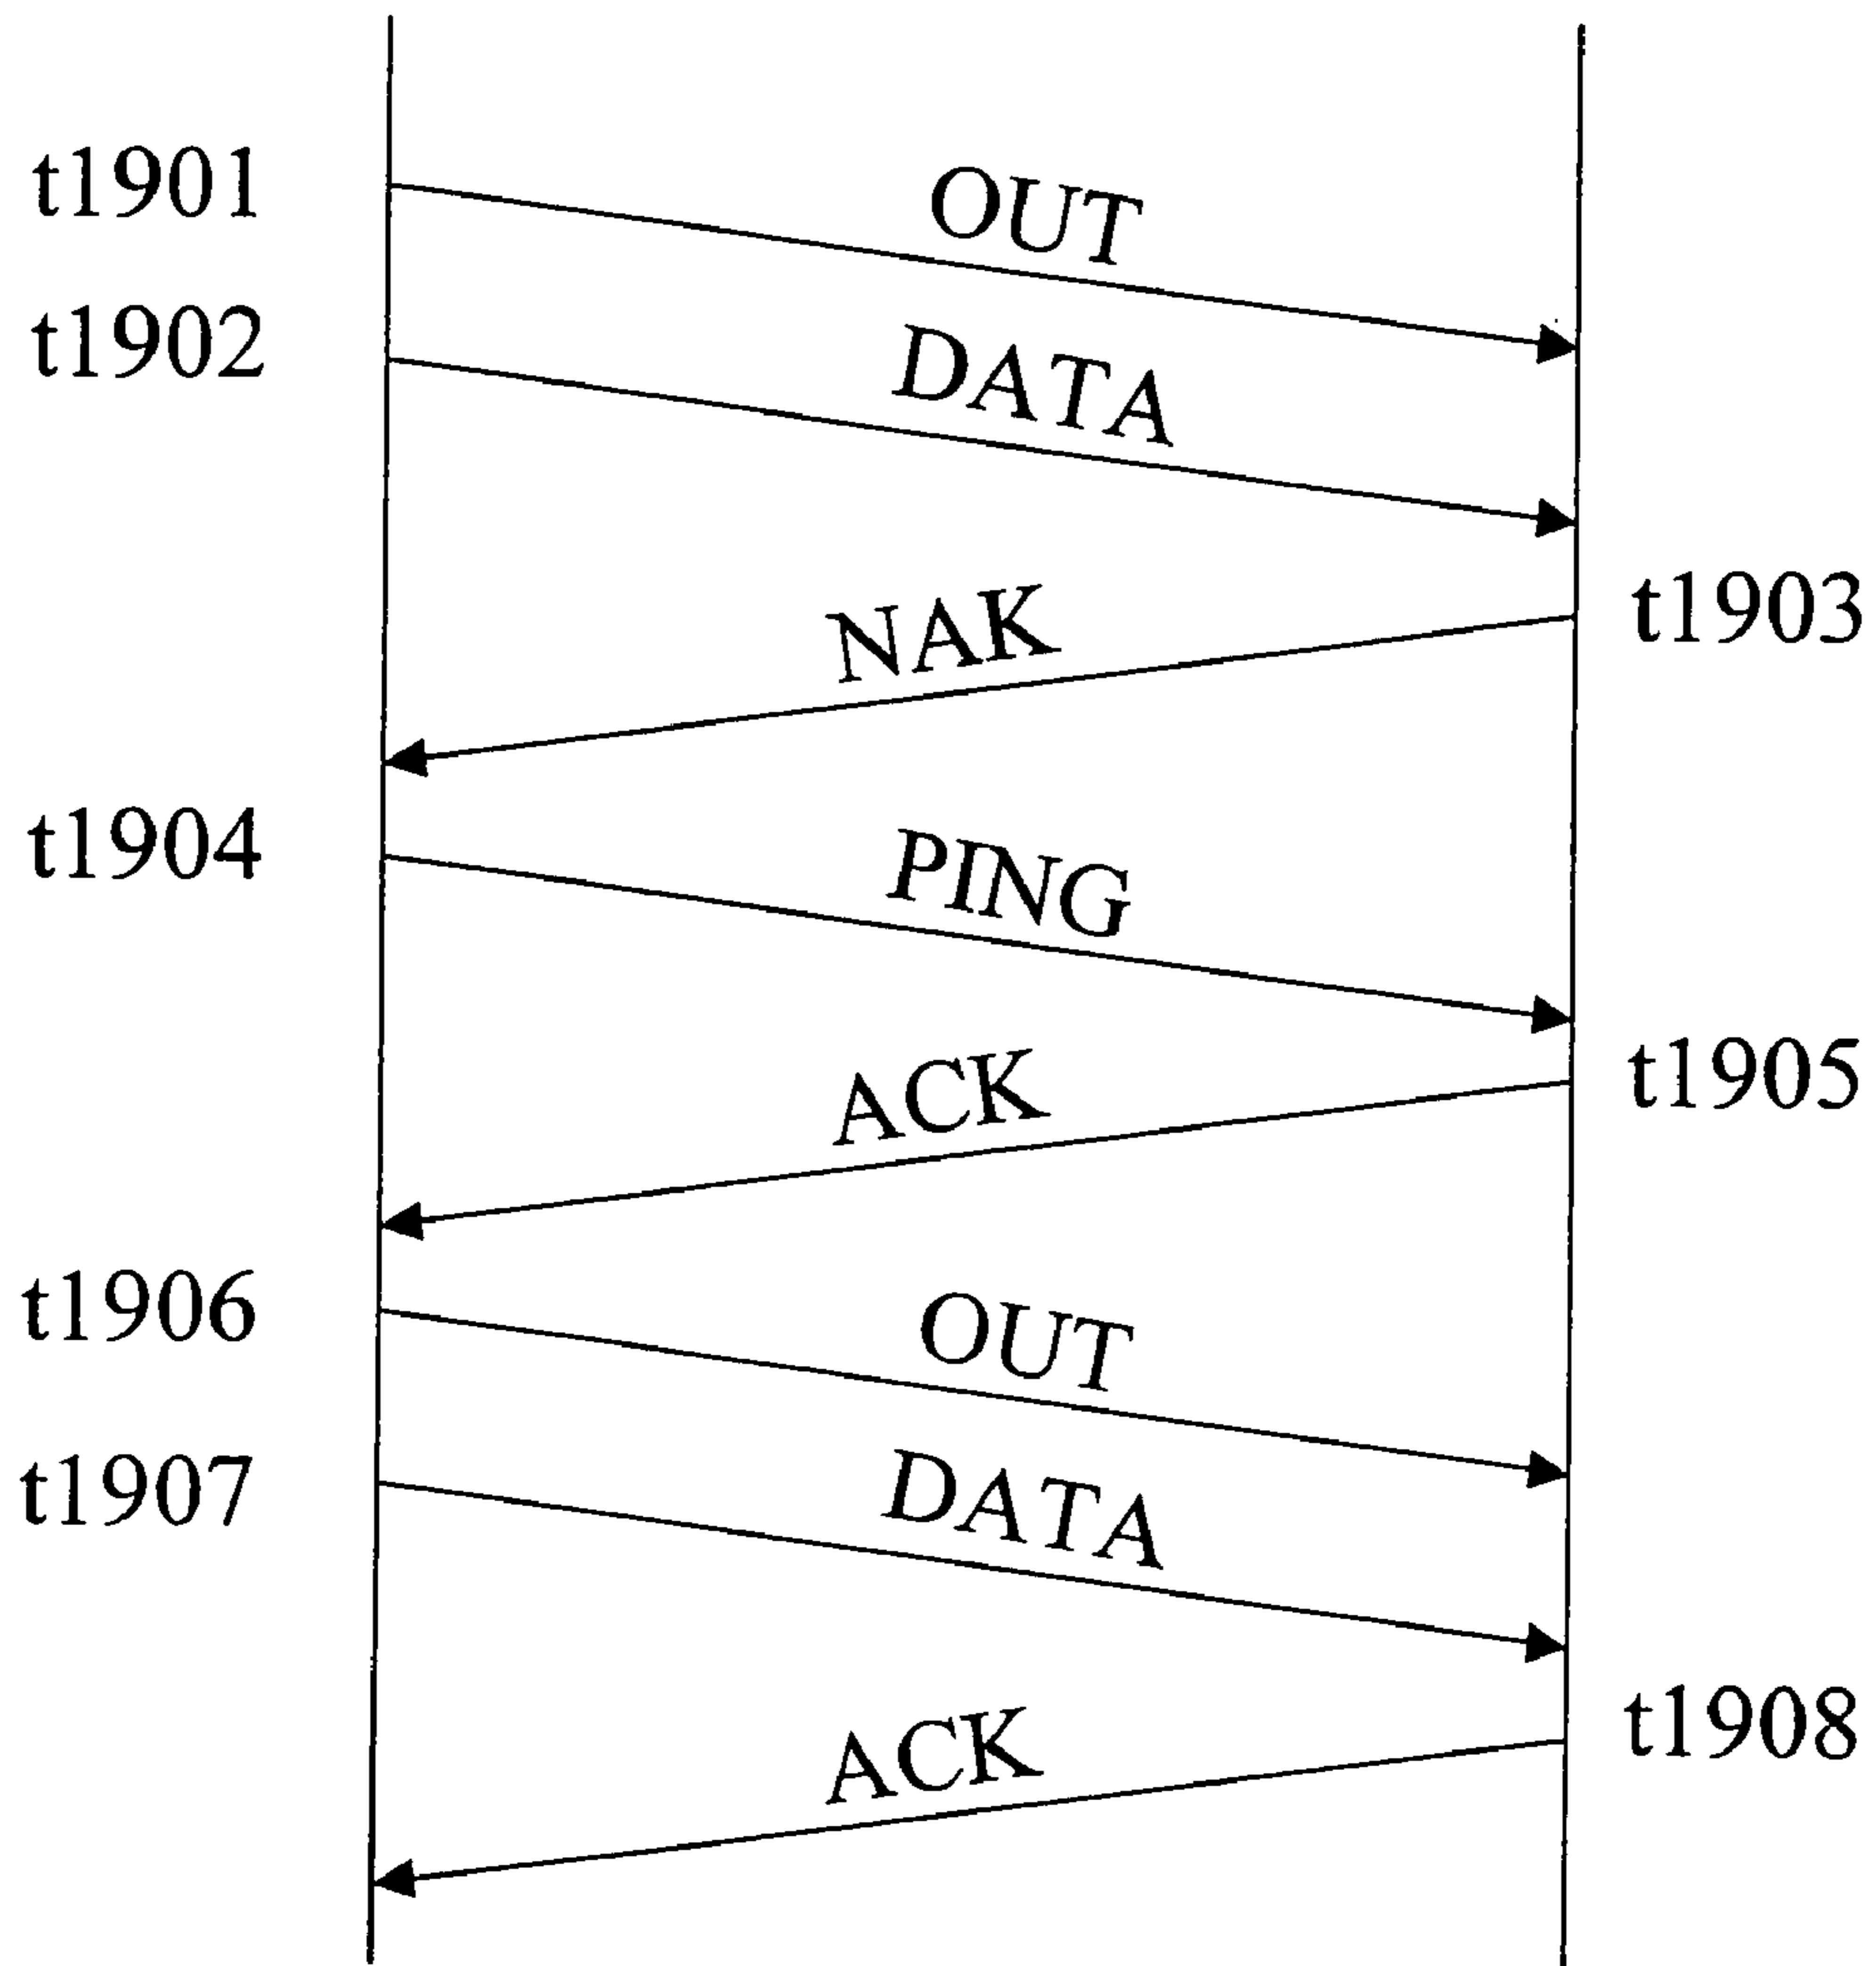 t1901
OUT
t1902
DATA
NAK
t1903
t1904
PING
ACK
t1905
t1906
OUT
t1907
DATA
ACK
t1908